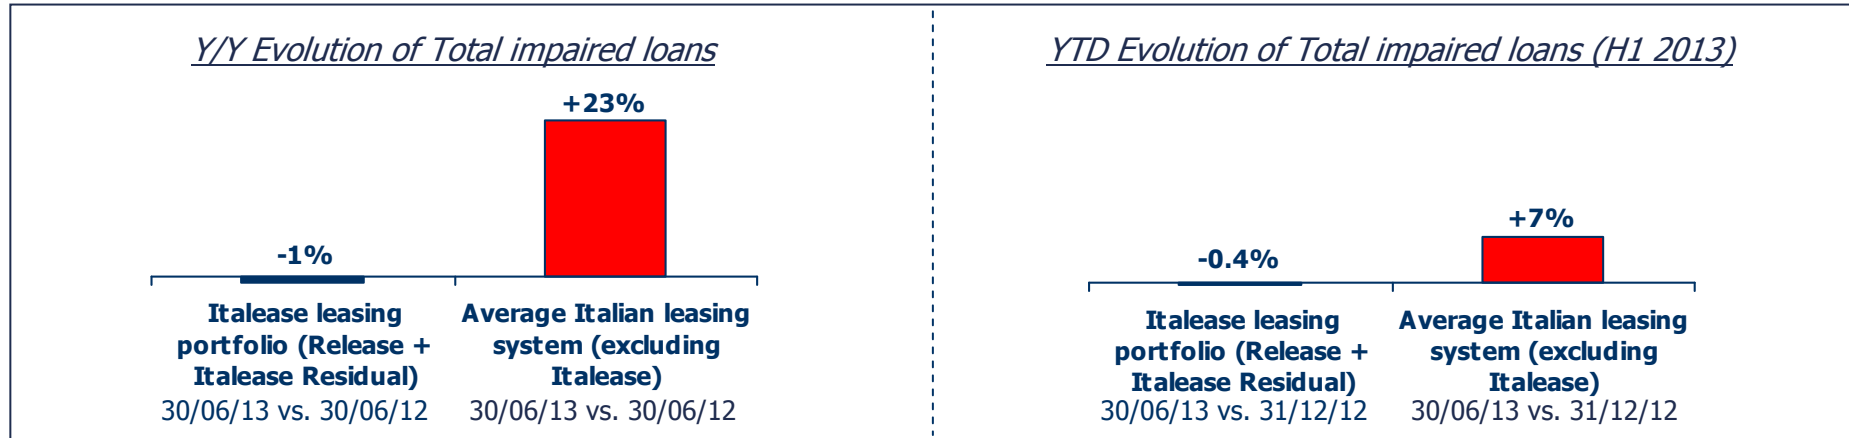 Y/Y Evolution of Total impaired loans
+23%
-1%
Italease leasing
portfolio (Release +
Italease Residual)
30/06/13 vs. 30/06/12
Average Italian leasing
system (excluding
Italease)
30/06/13 vs. 30/06/12
YTD Evolution of Total impaired loans (H1 2013)
+7%
-0.4%
Italease leasing
portfolio (Release +
Italease Residual)
30/06/13 vs. 31/12/12
Average Italian leasing
system (excluding
Italease)
30/06/13 vs. 31/12/12